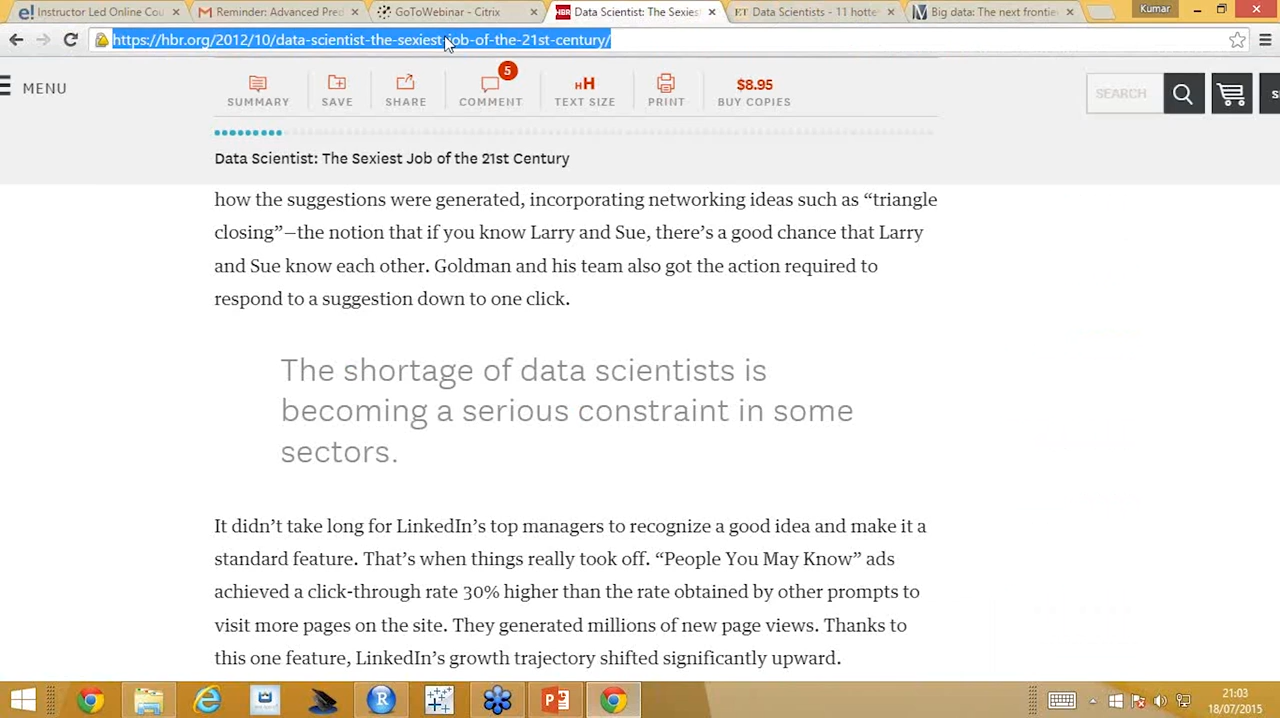 Instructor Led Online Cou
Reminder: Advanced Pred
GoToWebinar - Citrix
Data Scientist: The Sexies
Data Scientists - 11 hotte
Big data: The next frontie
Kumar
https://hbr.org/2012/10/data-scientist-the-sexiest-job-of-the-21st-century/
MENU
SUMMARY
SAVE
SHARE
5
COMMENT
HH
TEXT SIZE
PRINT
$8.95
BUY COPIES
SEARCH
Data Scientist: The Sexiest Job of the 21st Century
how the suggestions were generated, incorporating networking ideas such as “triangle
closing”—the notion that if you know Larry and Sue, there’s a good chance that Larry
and Sue know each other. Goldman and his team also got the action required to
respond to a suggestion down to one click.
The shortage of data scientists is
becoming a serious constraint in some
sectors.
It didn’t take long for LinkedIn’s top managers to recognize a good idea and make it a
standard feature. That’s when things really took off. “People You May Know” ads
achieved a click-through rate 30% higher than the rate obtained by other prompts to
visit more pages on the site. They generated millions of new page views. Thanks to
this one feature, LinkedIn’s growth trajectory shifted significantly upward.
21:03
18/07/2015